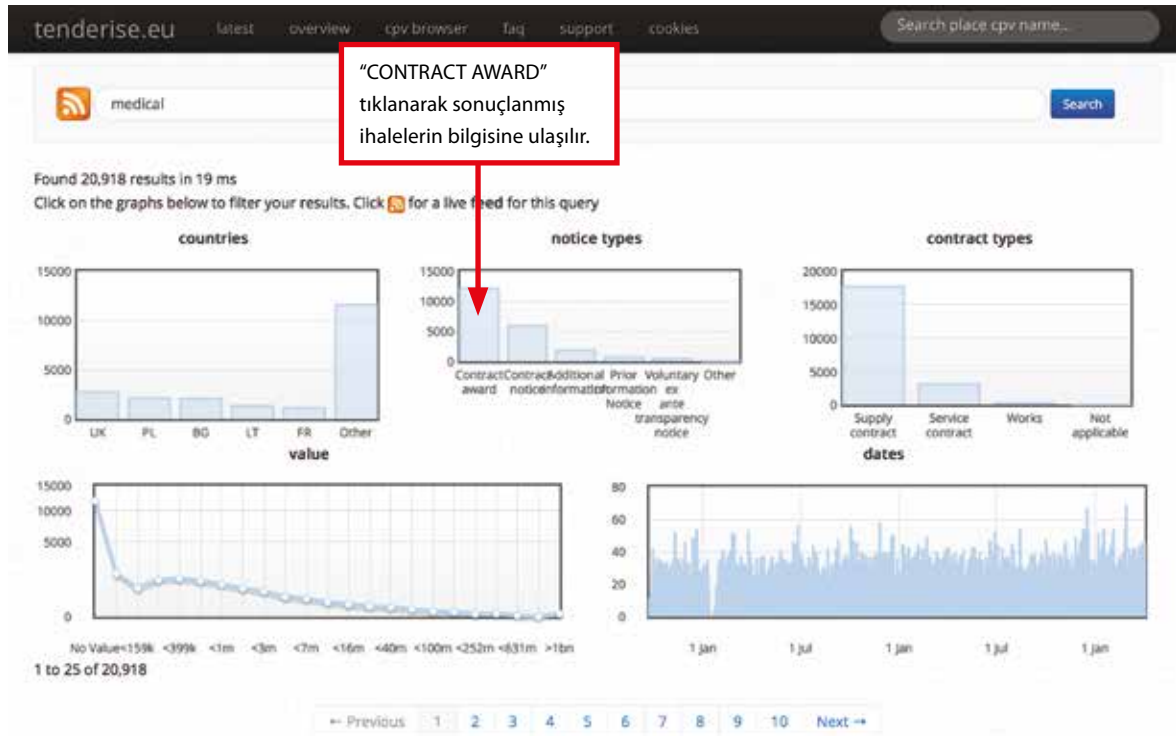 tenderise.eu latest overview cpv browser faq support cookies Search place cpv name...
“CONTRACT AWARD”
tıklanarak sonuçlanmış
ihalelerin bilgisine ulaşılır.
medical Search
Found 20,918 results in 19 ms
Click on the graphs below to filter your results. Click for a live feed for this query
countries
15000
10000
5000
0
UK PL BG LT FR Other
notice types
15000
10000
5000
0
Contract award
Contract notice
Additional information
Prior Information Notice
Voluntary ex ante transparency notice
Other
contract types
20000
15000
10000
5000
0
Supply contract
Service contract
Works
Not applicable
value
15000
10000
5000
0
No Value <159k <399k <1m <3m <7m <16m <40m <100m <252m <631m >1bn
dates
80
60
40
20
0
1 Jan 1 Jul 1 Jan 1 Jul 1 Jan
1 to 25 of 20,918
← Previous 1 2 3 4 5 6 7 8 9 10 Next →